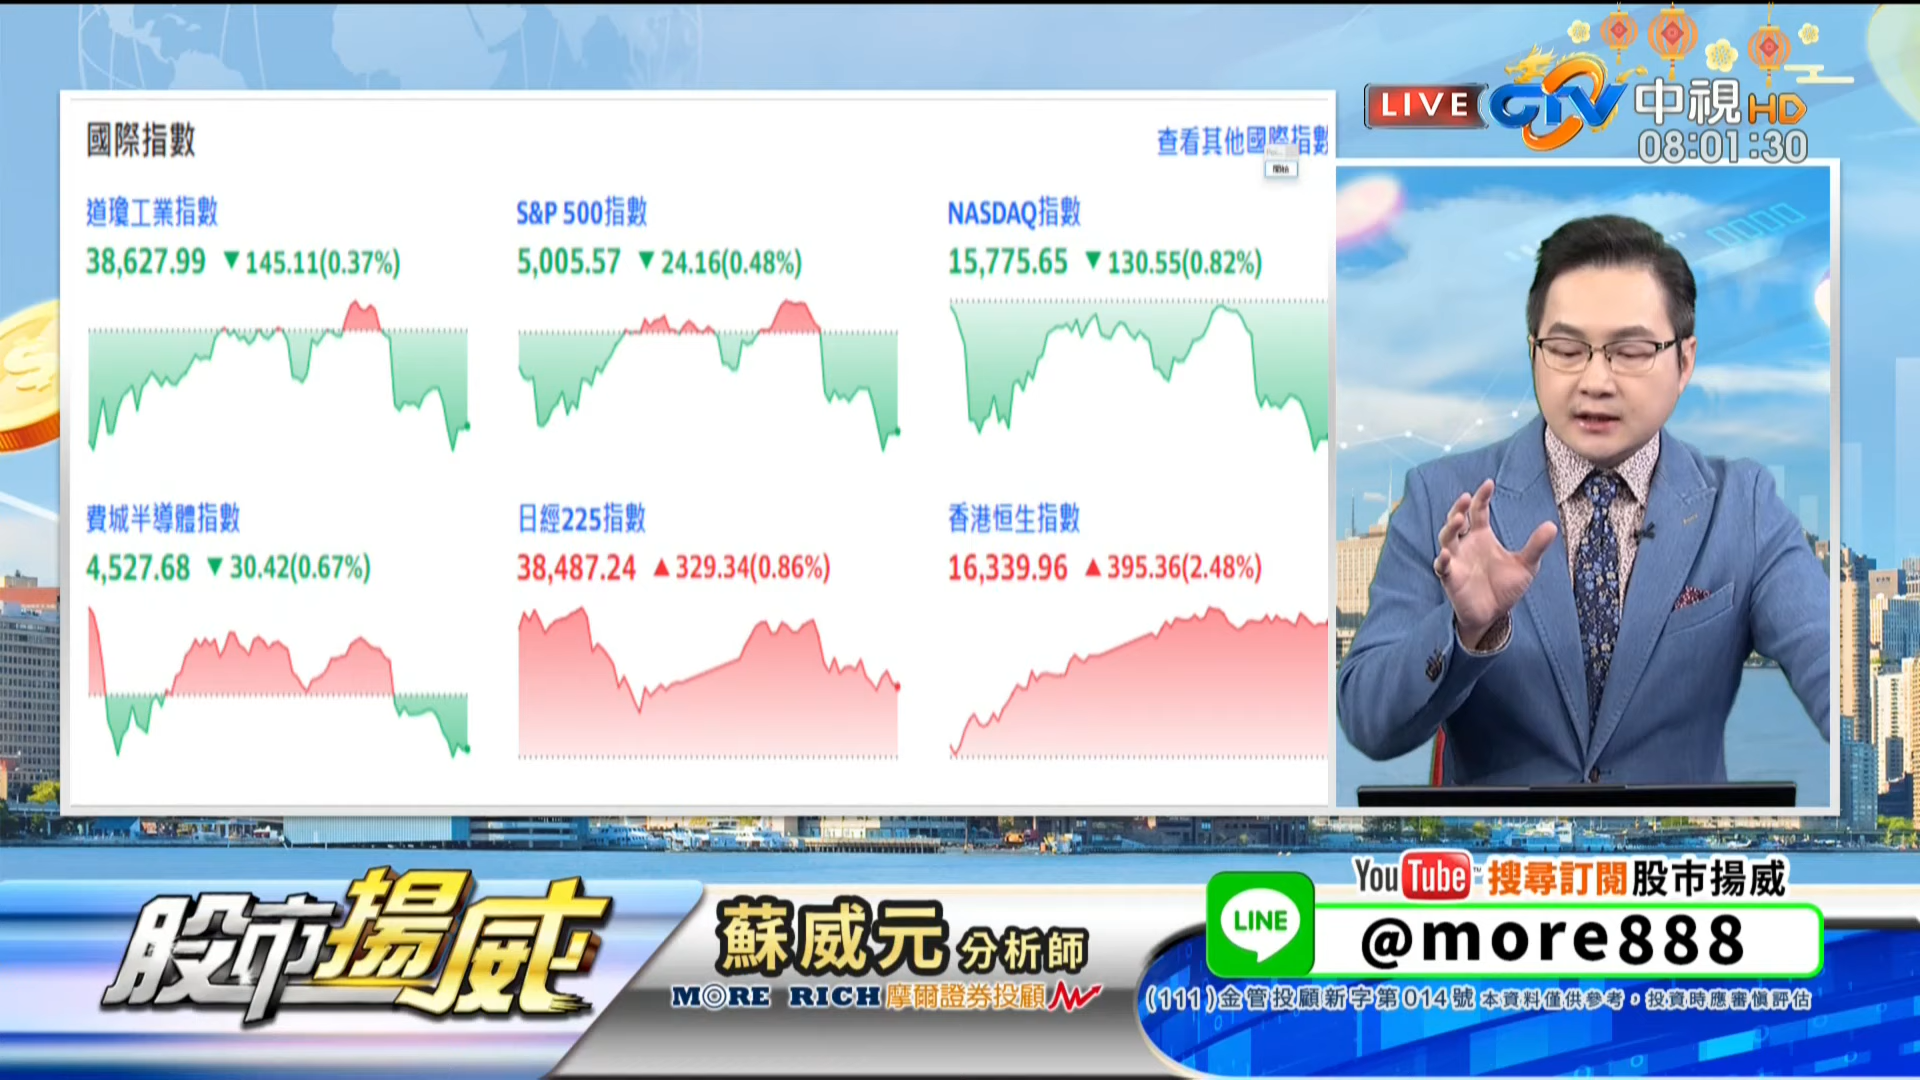 國際指數
查看其他國際指數
開始
道瓊工業指數
38,627.99 ▼145.11(0.37%)
S&P 500指數
5,005.57 ▼24.16(0.48%)
NASDAQ指數
15,775.65 ▼130.55(0.82%)
費城半導體指數
4,527.68 ▼30.42(0.67%)
日經225指數
38,487.24 ▲329.34(0.86%)
香港恒生指數
16,339.96 ▲395.36(2.48%)
LIVE CTV 中視 HD
08:01:30
股市揚威
蘇威元 分析師
MORE RICH 摩爾證券投顧
YouTube™ 搜尋訂閱 股市揚威
LINE @more888
(111)金管投顧新字第014號 本資料僅供參考，投資時應審慎評估